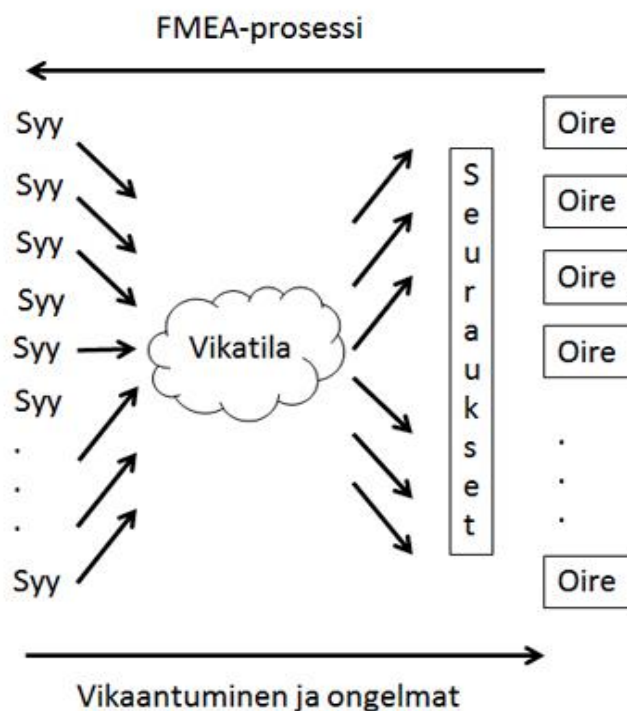 FMEA-prosessi
Syy
Syy
Syy
Syy
Syy
Syy
.
.
.
Syy
Vikatila
Seuraukset
Oire
Oire
Oire
Oire
.
.
.
Oire
Vikaantuminen ja ongelmat